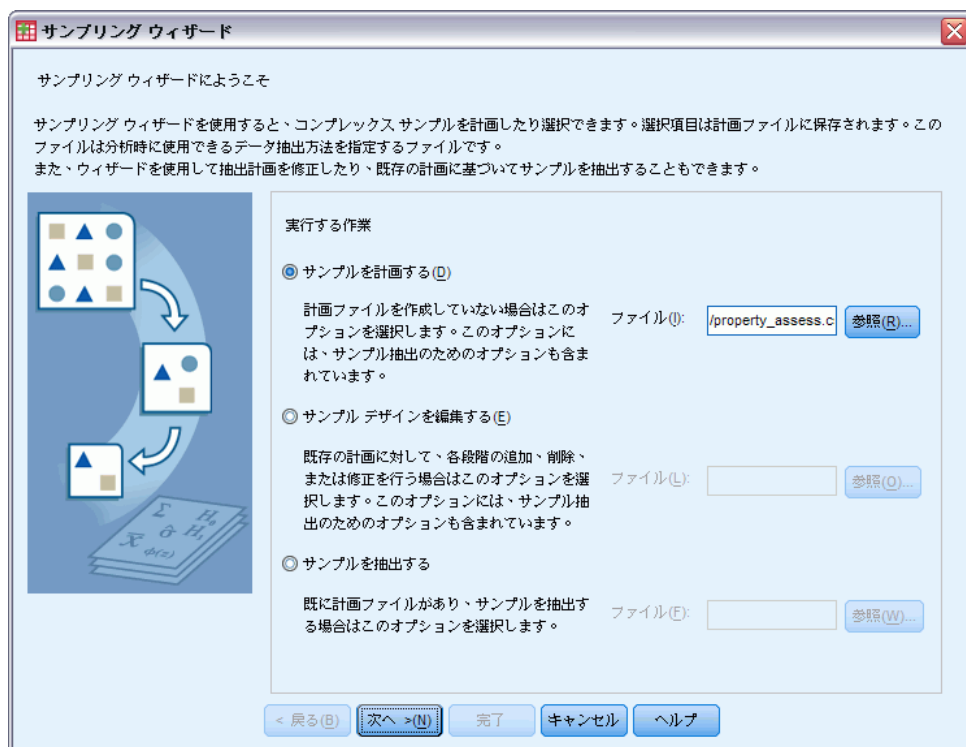 サンプリング ウィザード
サンプリング ウィザードにようこそ
サンプリング ウィザードを使用すると、コンプレックス サンプルを計画したり選択できます。選択項目は計画ファイルに保存されます。この
ファイルは分析時に使用できるデータ抽出方法を指定するファイルです。
また、ウィザードを使用して抽出計画を修正したり、既存の計画に基づいてサンプルを抽出することもできます。
実行する作業
サンプルを計画する(D)
計画ファイルを作成していない場合はこのオ
プションを選択します。このオプションに
は、サンプル抽出のためのオプションも含ま
れています。
ファイル(I):
/property_assess.c
参照(R)...
サンプル デザインを編集する(E)
既存の計画に対して、各段階の追加、削除、
または修正を行う場合はこのオプションを選
択します。このオプションには、サンプル抽
出のためのオプションも含まれています。
ファイル(L):
参照(O)...
サンプルを抽出する
既に計画ファイルがあり、サンプルを抽出す
る場合はこのオプションを選択します。
ファイル(F):
参照(W)...
Σ H₀
x̄ σ̂ H₁
φ(z)
< 戻る(B)
次へ >(N)
完了
キャンセル
ヘルプ